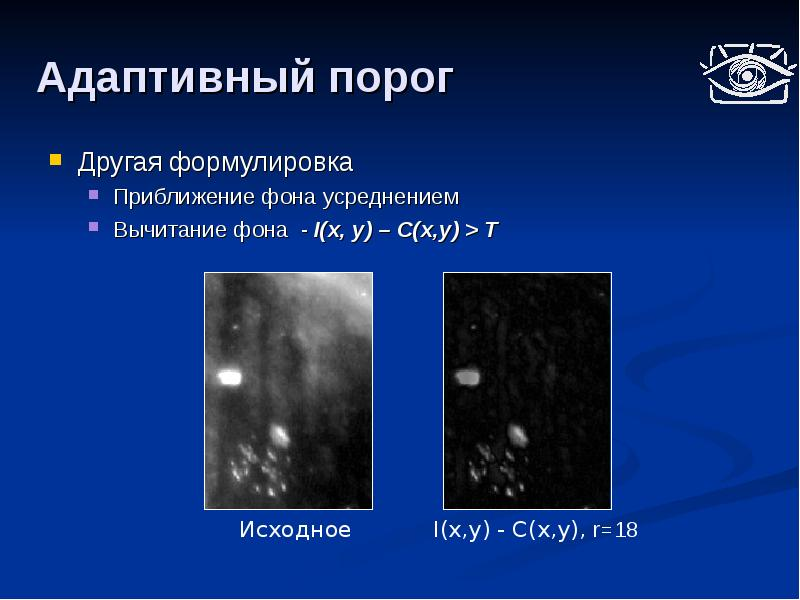 Адаптивный порог
Другая формулировка
Приближение фона усреднением
Вычитание фона - I(x, y) – C(x,y) > T
Исходное
I(x,y) - C(x,y), r=18